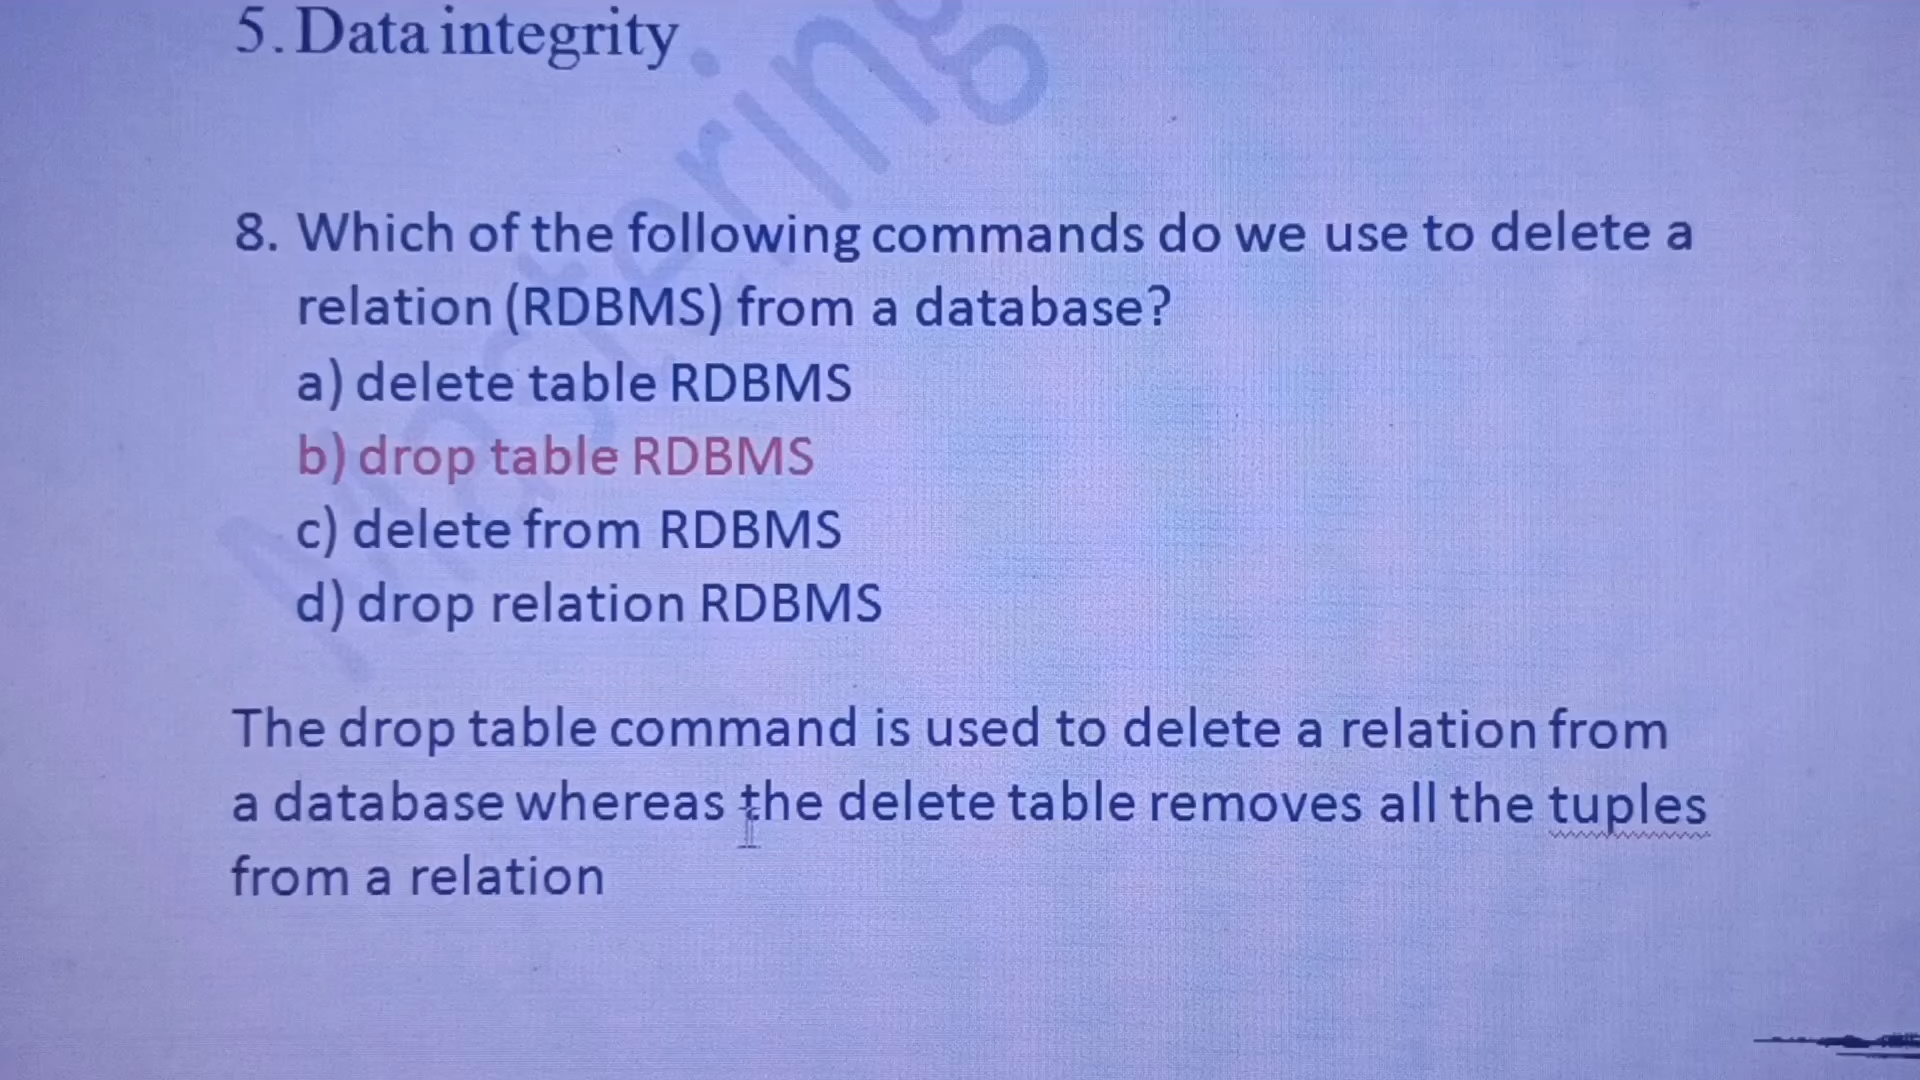 5. Data integrity
8. Which of the following commands do we use to delete a
relation (RDBMS) from a database?
a) delete table RDBMS
b) drop table RDBMS
c) delete from RDBMS
d) drop relation RDBMS
The drop table command is used to delete a relation from
a database whereas the delete table removes all the tuples
from a relation
Mastering